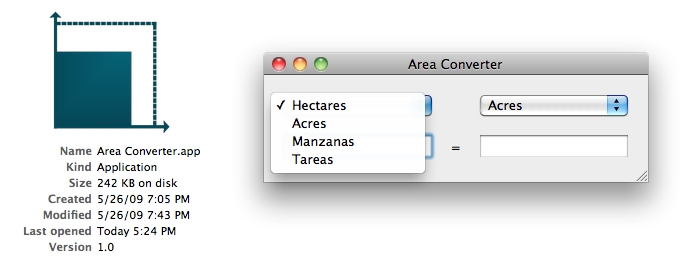 Name Area Converter.app
Kind Application
Size 242 KB on disk
Created 5/26/09 7:05 PM
Modified 5/26/09 7:43 PM
Last opened Today 5:24 PM
Version 1.0
Area Converter
✓ Hectares
Acres
Manzanas
Tareas
Acres
=